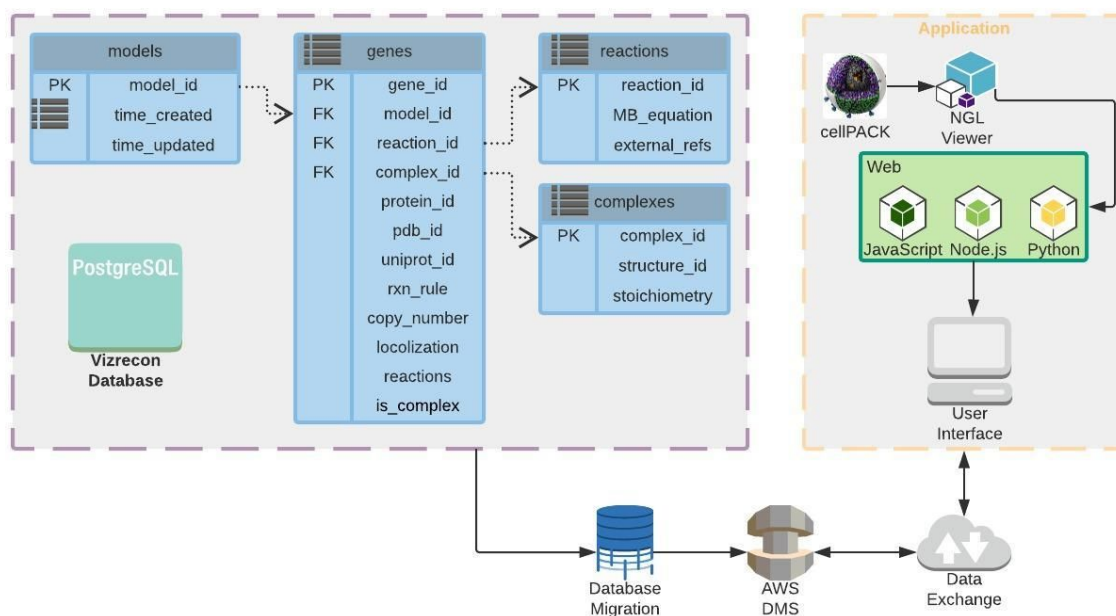 models
PK model_id
time_created
time_updated
genes
PK gene_id
FK model_id
FK reaction_id
FK complex_id
protein_id
pdb_id
uniprot_id
rxn_rule
copy_number
locolization
reactions
is_complex
reactions
PK reaction_id
MB_equation
external_refs
complexes
PK complex_id
structure_id
stoichiometry
PostgreSQL
Vizrecon
Database
Application
cellPACK
NGL
Viewer
Web
JavaScript
Node.js
Python
User
Interface
Database
Migration
AWS
DMS
Data
Exchange